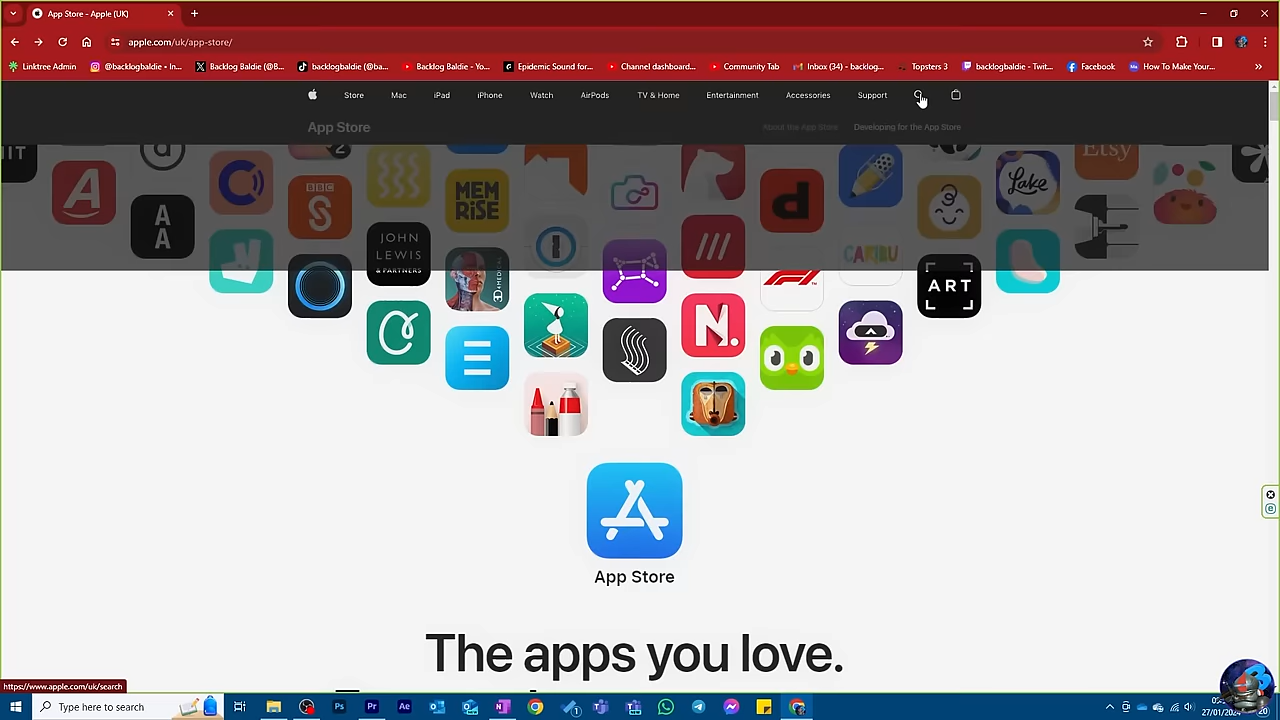 App Store - Apple (UK)
apple.com/uk/app-store/
Linktree Admin
@backlogbaldie • In...
Backlog Baldie (@B...
backlogbaldie (@ba...
Backlog Baldie - Yo...
Epidemic Sound for...
Channel dashboard...
Community Tab
Inbox (34) - backlog...
Topsters 3
backlogbaldie - Twit...
Facebook
How To Make Your...
Store
Mac
iPad
iPhone
Watch
AirPods
TV & Home
Entertainment
Accessories
Support
App Store
About the App Store
Developing for the App Store
BBC
S
A
A
A
JOHN
LEWIS
& PARTNERS
MEM
RiSE
CARIBU
Etsy
Lake
ART
N.
App Store
The apps you love.
https://www.apple.com/uk/search
Type here to search